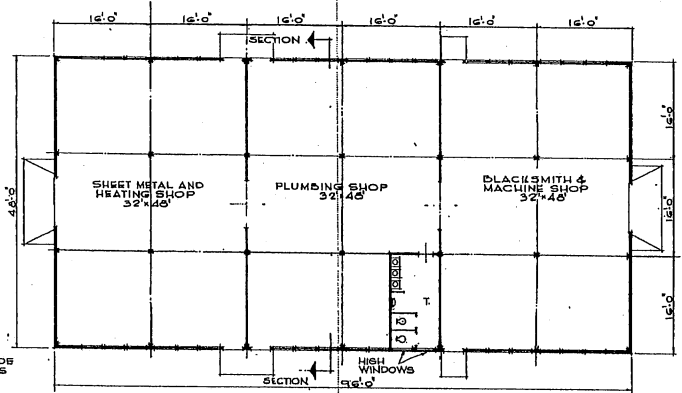 16'-0" 16'-0" 16'-0" 16'-0" 16'-0" 16'-0"
SECTION
16'-0"
48'-0"
SHEET METAL AND
HEATING SHOP
32'x48'
PLUMBING SHOP
32'x48'
BLACKSMITH &
MACHINE SHOP
32'x48'
16'-0"
16'-0"
T.
HIGH
WINDOWS
SECTION
96'-0"